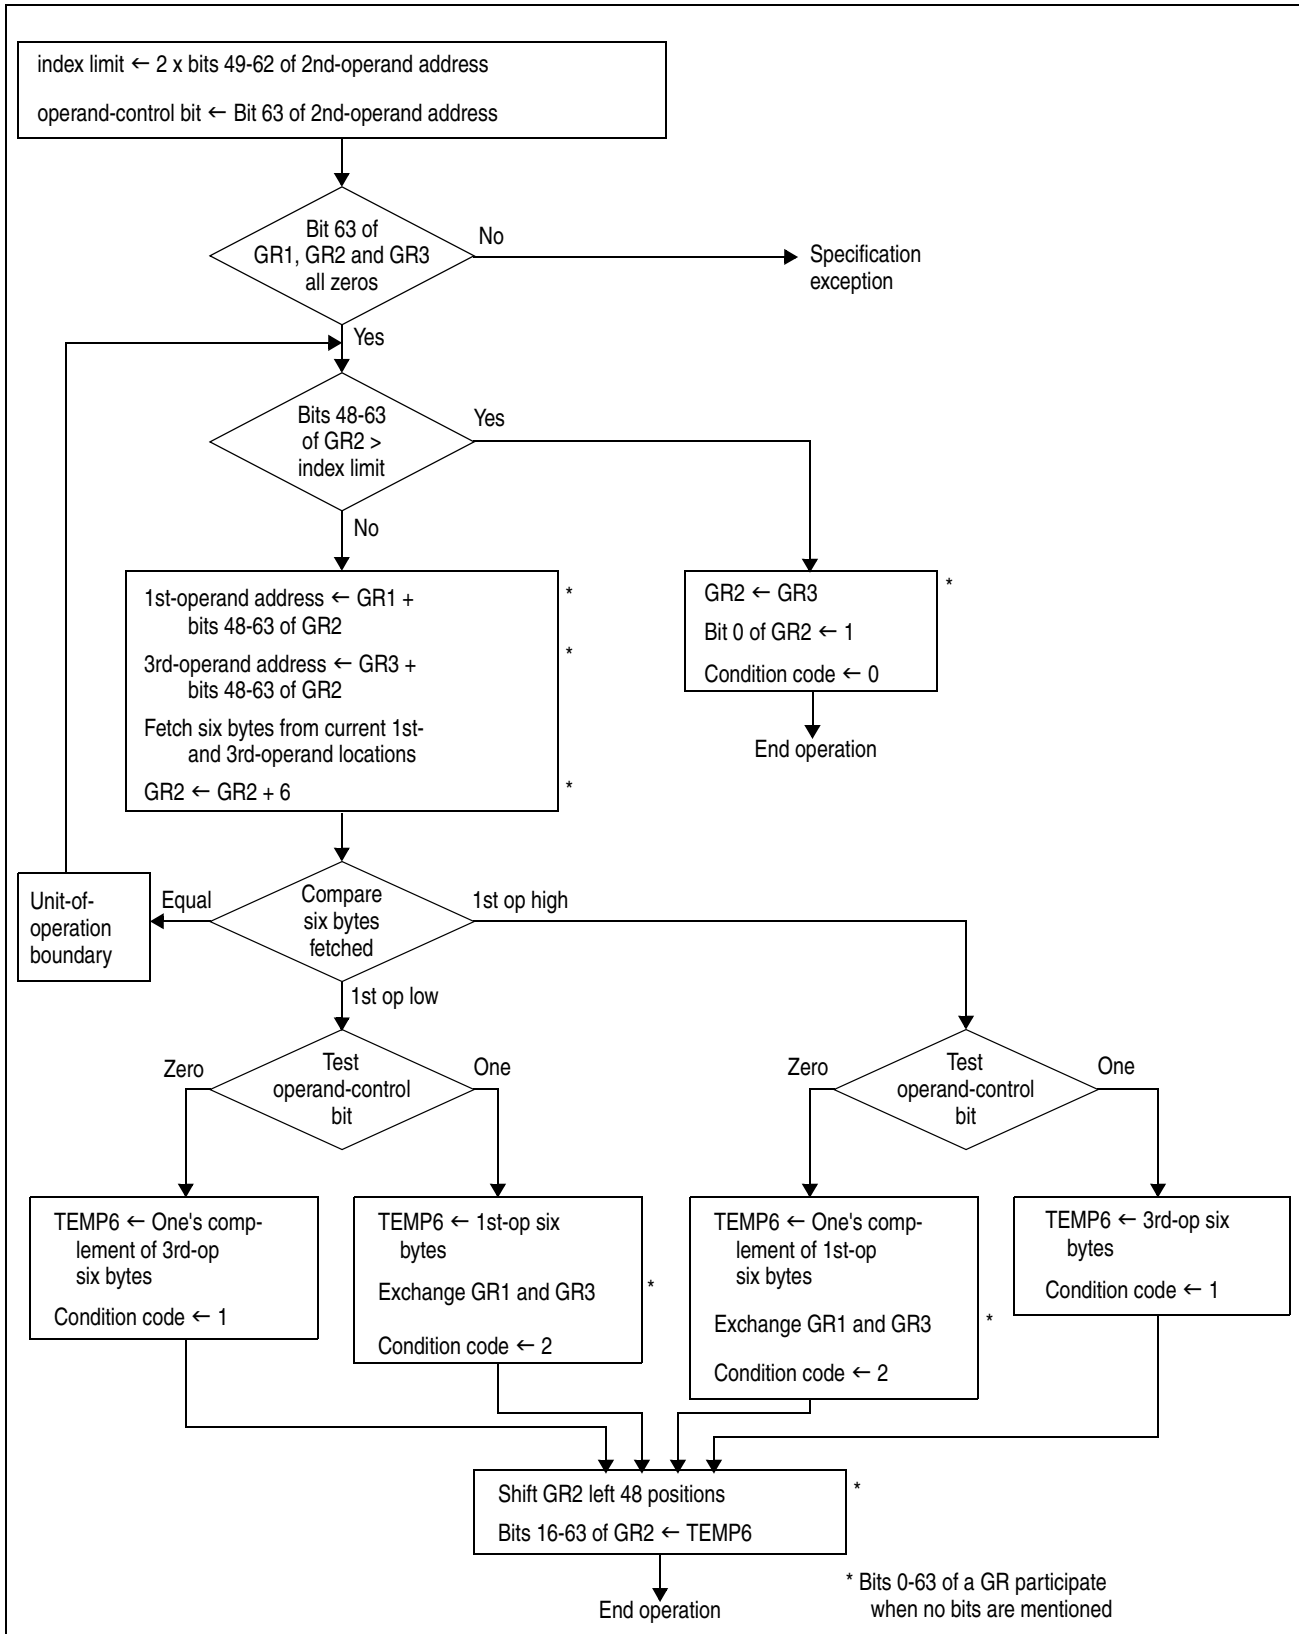 index limit ← 2 x bits 49-62 of 2nd-operand address
operand-control bit ← Bit 63 of 2nd-operand address
Bit 63 of
GR1, GR2 and GR3
all zeros
No
Specification
exception
Yes
Bits 48-63
of GR2 >
index limit
Yes
No
1st-operand address ← GR1 +
bits 48-63 of GR2
*
3rd-operand address ← GR3 +
bits 48-63 of GR2
*
Fetch six bytes from current 1st-
and 3rd-operand locations
GR2 ← GR2 + 6
*
GR2 ← GR3
*
Bit 0 of GR2 ← 1
Condition code ← 0
End operation
Unit-of-
operation
boundary
Equal
Compare
six bytes
fetched
1st op high
1st op low
Zero
Test
operand-control
bit
One
Zero
Test
operand-control
bit
One
TEMP6 ← One's comp-
lement of 3rd-op
six bytes
Condition code ← 1
TEMP6 ← 1st-op six
bytes
Exchange GR1 and GR3
*
Condition code ← 2
TEMP6 ← One's comp-
lement of 1st-op
six bytes
Exchange GR1 and GR3
*
Condition code ← 2
TEMP6 ← 3rd-op six
bytes
Condition code ← 1
Shift GR2 left 48 positions
*
Bits 16-63 of GR2 ← TEMP6
End operation
* Bits 0-63 of a GR participate
when no bits are mentioned